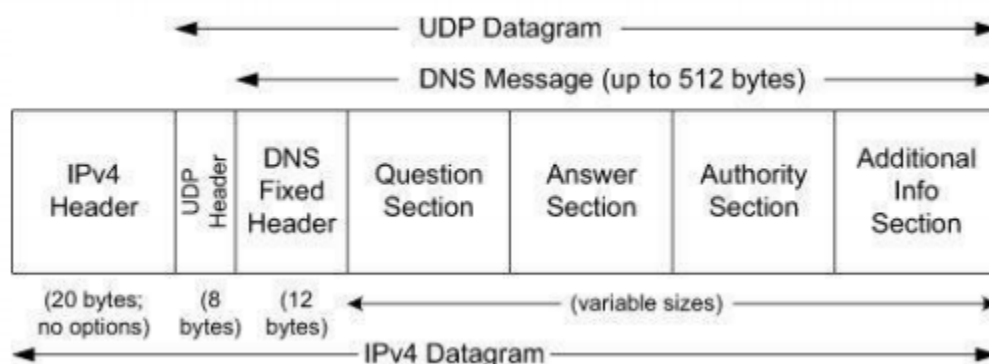 UDP Datagram
DNS Message (up to 512 bytes)
IPv4
Header
UDP
Header
DNS
Fixed
Header
Question
Section
Answer
Section
Authority
Section
Additional
Info
Section
(20 bytes;
no options)
(8
bytes)
(12
bytes)
(variable sizes)
IPv4 Datagram